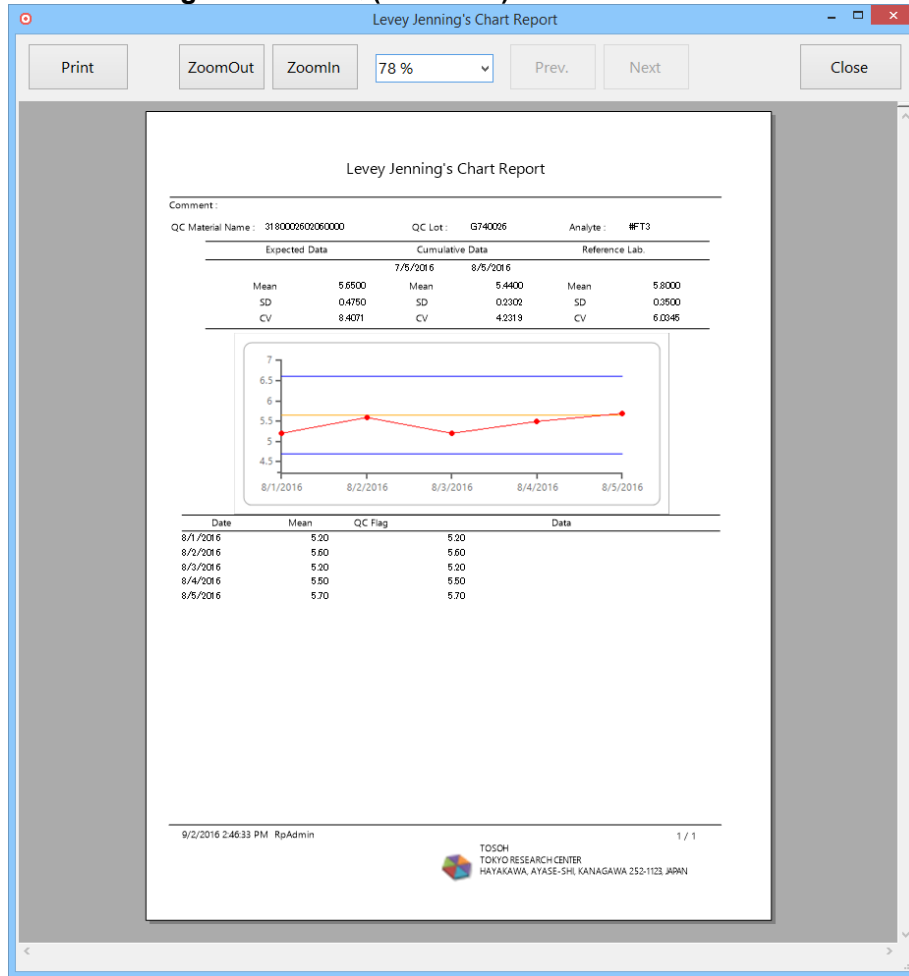 Levey Jenning's Chart Report
Print ZoomOut ZoomIn 78 % Prev. Next Close
Levey Jenning's Chart Report
Comment :
QC Material Name : 3180002602060000 QC Lot : G740026 Analyte : #FT3
Expected Data Cumulative Data Reference Lab.
7/5/2016 8/5/2016
Mean 5.6500 Mean 5.4400 Mean 5.8000
SD 0.4750 SD 0.2302 SD 0.3500
CV 8.4071 CV 4.2319 CV 6.0345
7
6.5
6
5.5
5
4.5
8/1/2016 8/2/2016 8/3/2016 8/4/2016 8/5/2016
Date Mean QC Flag Data
8/1/2016 5.20 5.20
8/2/2016 5.60 5.60
8/3/2016 5.20 5.20
8/4/2016 5.50 5.50
8/5/2016 5.70 5.70
9/2/2016 2:46:33 PM RpAdmin 1 / 1
TOSOH
TOKYO RESEARCH CENTER
HAYAKAWA, AYASE-SHI, KANAGAWA 252-1123, JAPAN